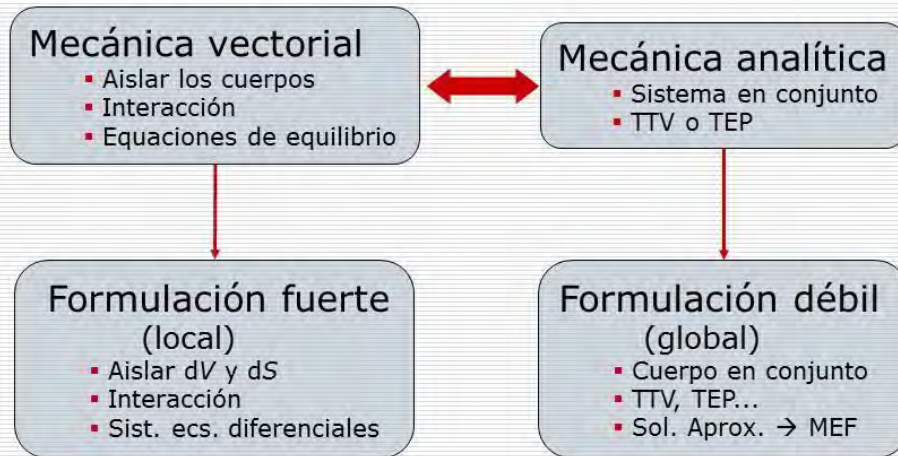 Mecánica vectorial
▪ Aislar los cuerpos
▪ Interacción
▪ Equaciones de equilibrio
Mecánica analítica
▪ Sistema en conjunto
▪ TTV o TEP
Formulación fuerte
(local)
▪ Aislar dV y dS
▪ Interacción
▪ Sist. ecs. diferenciales
Formulación débil
(global)
▪ Cuerpo en conjunto
▪ TTV, TEP...
▪ Sol. Aprox. → MEF